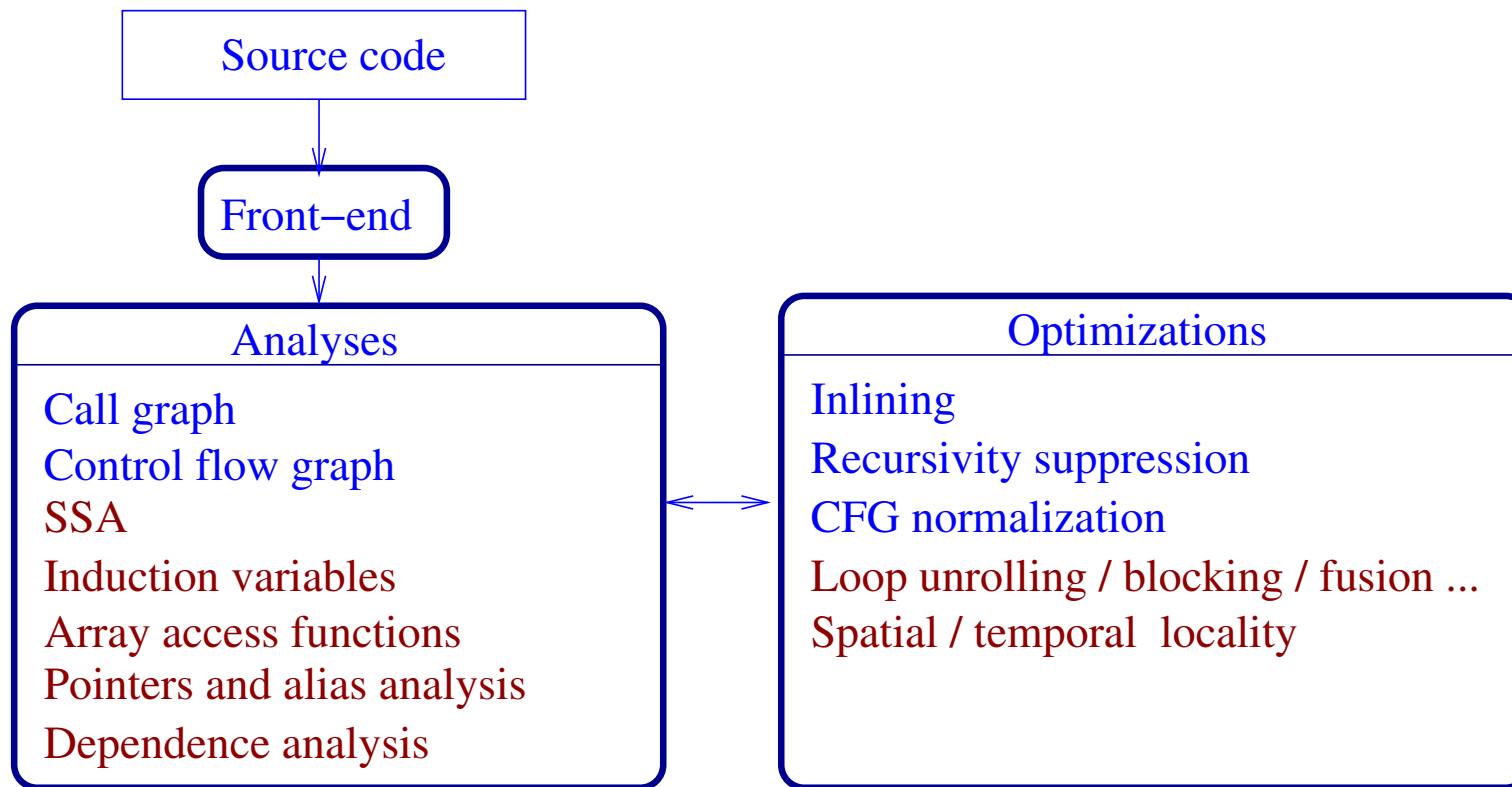 Source code
Front−end
Analyses
Call graph
Control flow graph
SSA
Induction variables
Array access functions
Pointers and alias analysis
Dependence analysis
Optimizations
Inlining
Recursivity suppression
CFG normalization
Loop unrolling / blocking / fusion ...
Spatial / temporal locality